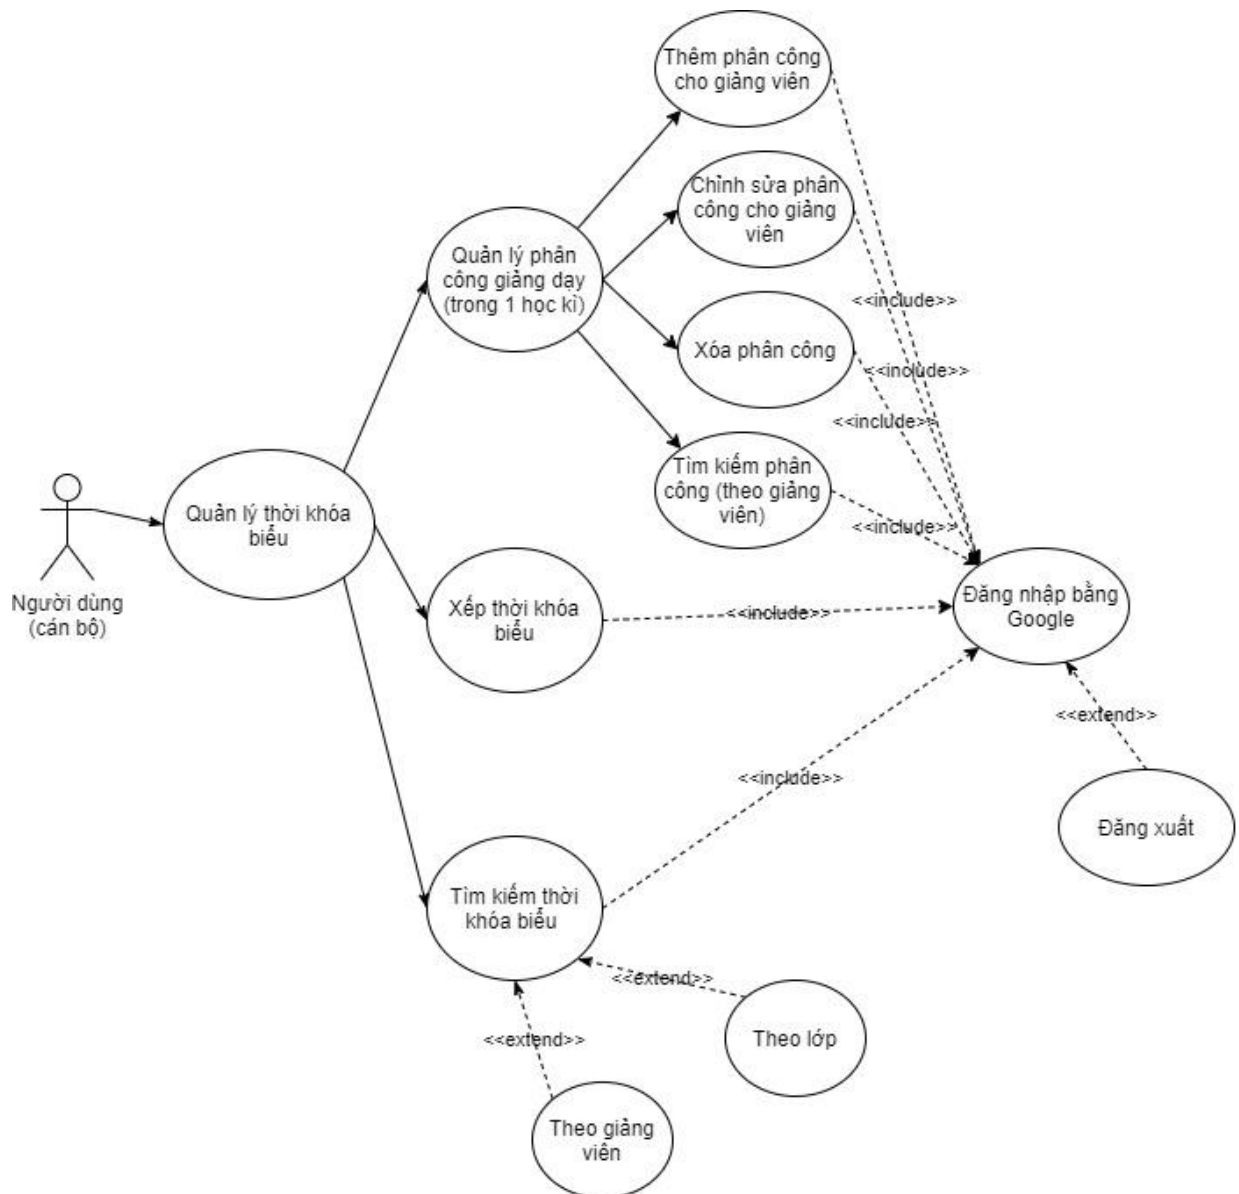 Thêm phân công
cho giảng viên
Chỉnh sửa phân
công cho giảng
viên
Quản lý phân
công giảng dạy
(trong 1 học kì)
<<include>>
Xóa phân công
<<include>>
<<include>>
Tìm kiếm phân
công (theo giảng
viên)
<<include>>
Quản lý thời khóa
biểu
Người dùng
(cán bộ)
Xếp thời khóa
biểu
<<include>>
Đăng nhập bằng
Google
<<extend>>
<<include>>
Đăng xuất
Tìm kiếm thời
khóa biểu
<<extend>>
<<extend>>
Theo lớp
Theo giảng
viên